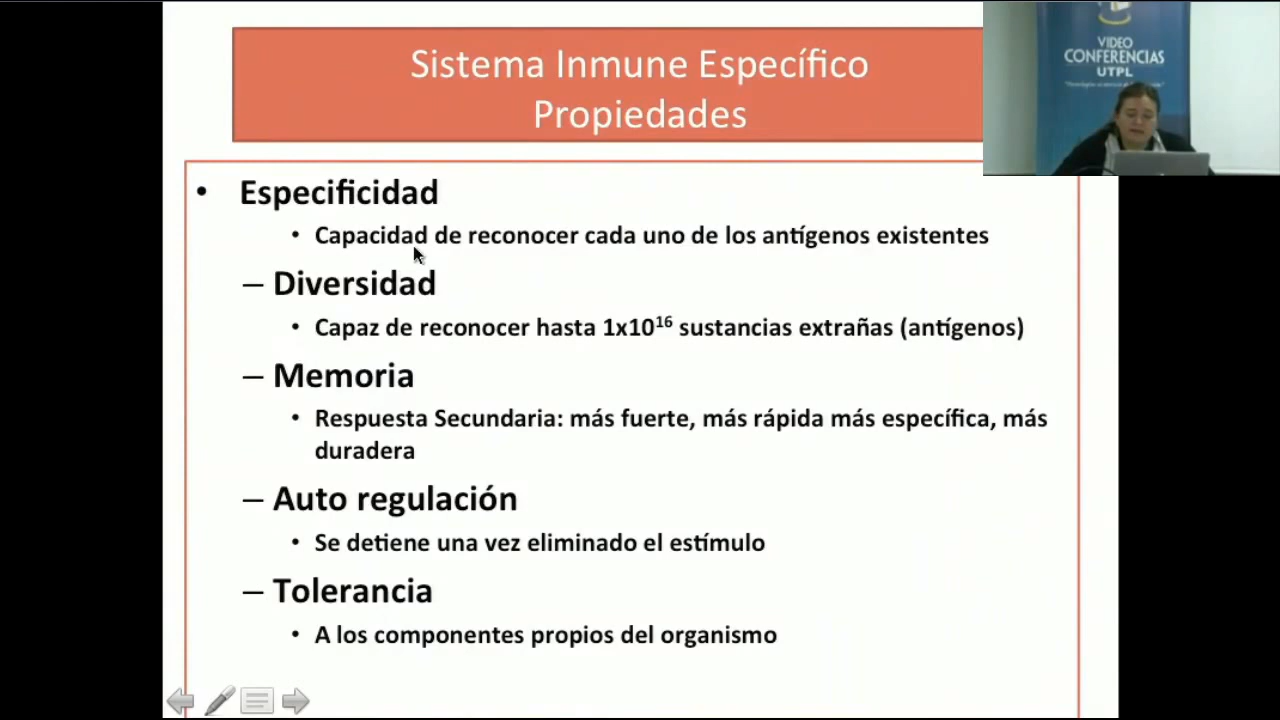 Sistema Inmune Específico
Propiedades
VIDEO
CONFERENCIAS
UTPL
• Especificidad
• Capacidad de reconocer cada uno de los antígenos existentes
– Diversidad
• Capaz de reconocer hasta 1x10¹⁶ sustancias extrañas (antígenos)
– Memoria
• Respuesta Secundaria: más fuerte, más rápida más específica, más
duradera
– Auto regulación
• Se detiene una vez eliminado el estímulo
– Tolerancia
• A los componentes propios del organismo